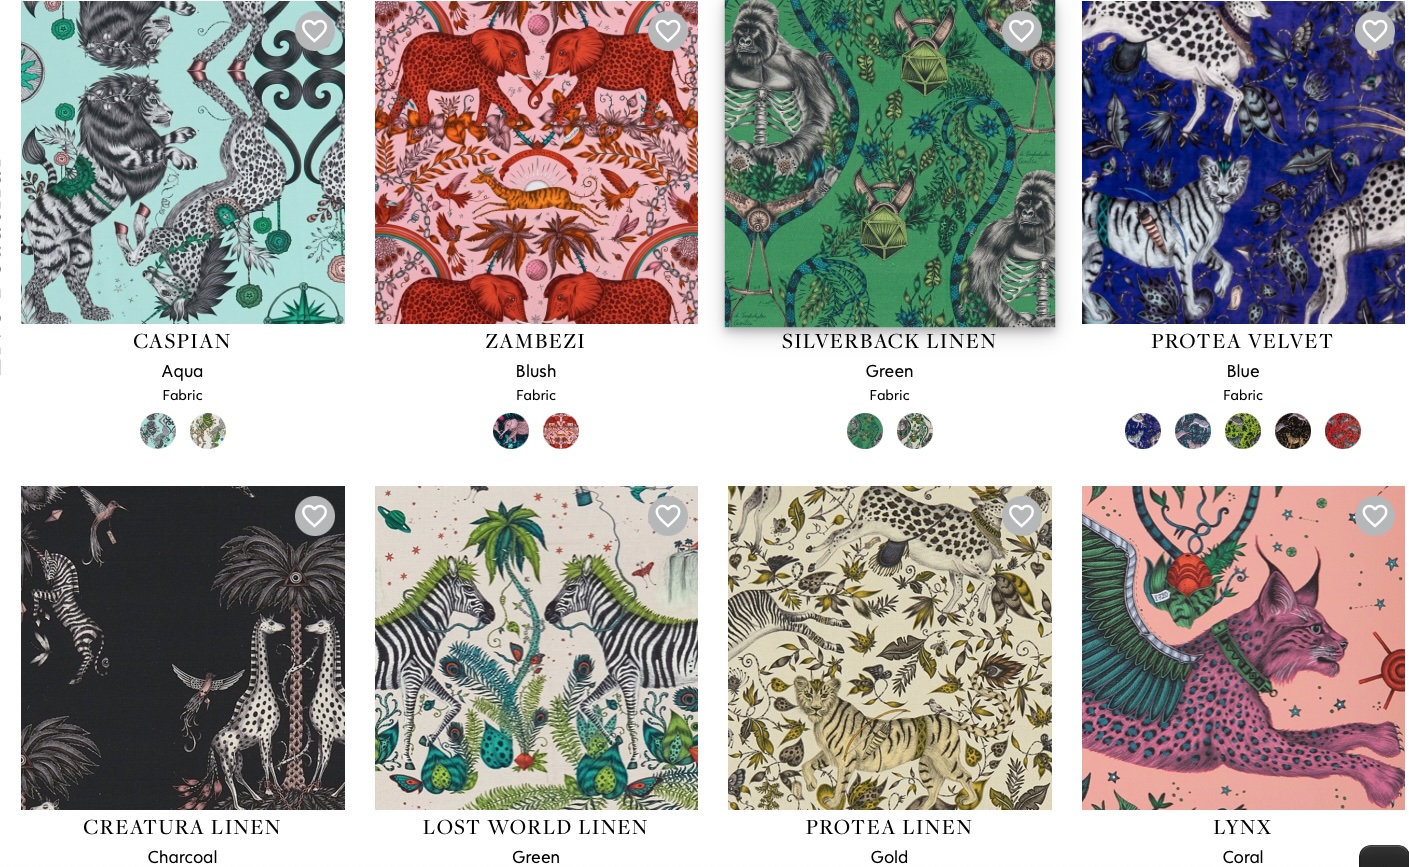 CASPIAN
Aqua
Fabric
ZAMBEZI
Blush
Fabric
SILVERBACK LINEN
Green
Fabric
PROTEA VELVET
Blue
Fabric
CREATURA LINEN
Charcoal
LOST WORLD LINEN
Green
PROTEA LINEN
Gold
LYNX
Coral